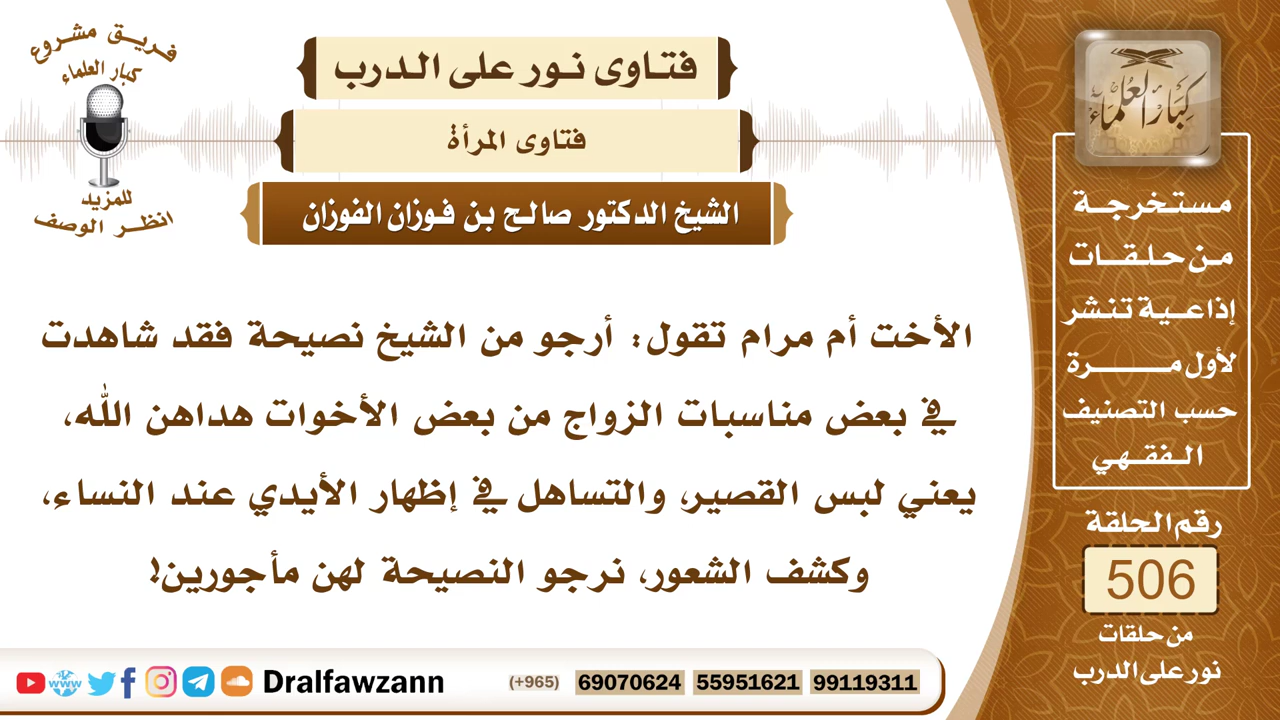 فريق مشروع
كبار العلماء
للمزيد
انظر الوصف
فتاوى نور على الدرب
فتاوى المرأة
الشيخ الدكتور صالح بن فوزان الفوزان
الأخت أم مرام تقول: أرجو من الشيخ نصيحة فقد شاهدت
في بعض مناسبات الزواج من بعض الأخوات هداهن الله،
يعني لبس القصير، والتساهل في إظهار الأيدي عند النساء،
وكشف الشعور، نرجو النصيحة لهن مأجورين!
كبار العلماء
مستخرجة
من حلقات
إذاعية تنشر
لأول مرة
حسب التصنيف
الفقهي
رقم الحلقة
506
من حلقات
نور على الدرب
www
Dralfawzann
(+965) 69070624 55951621 99119311